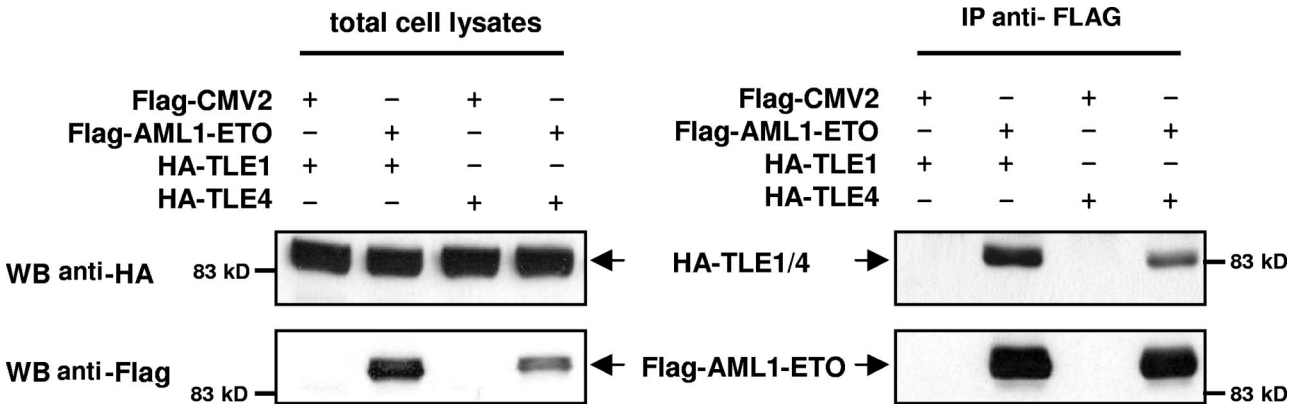 total cell lysates
Flag-CMV2 + – + –
Flag-AML1-ETO – + – +
HA-TLE1 + + – –
HA-TLE4 – – + +
WB anti-HA 83 kD
WB anti-Flag 83 kD
HA-TLE1/4
Flag-AML1-ETO
IP anti- FLAG
Flag-CMV2 + – + –
Flag-AML1-ETO – + – +
HA-TLE1 + + – –
HA-TLE4 – – + +
83 kD
83 kD